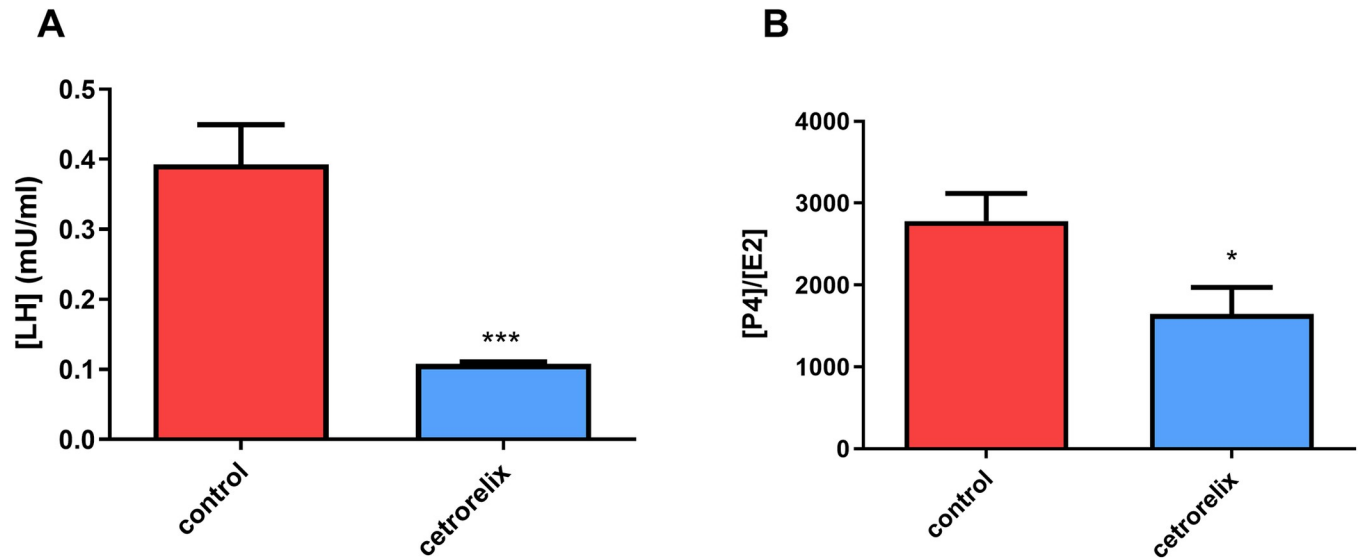 A
[LH] (mU/ml)
0.5
0.4
0.3
0.2
0.1
0.0
***
control
cetrorelix
B
[P4]/[E2]
4000
3000
2000
1000
0
*
control
cetrorelix